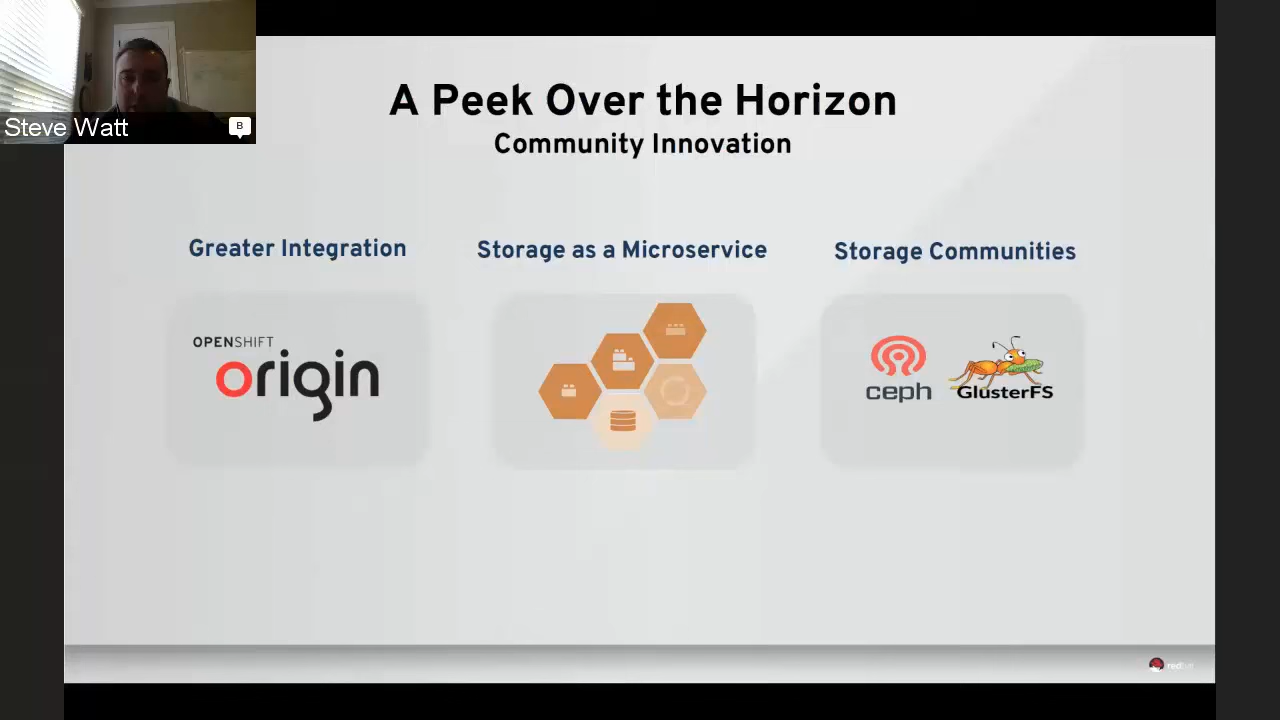 Steve Watt
B
A Peek Over the Horizon
Community Innovation
Greater Integration
Storage as a Microservice
Storage Communities
OPENSHIFT
origin
ceph
GlusterFS
redhat